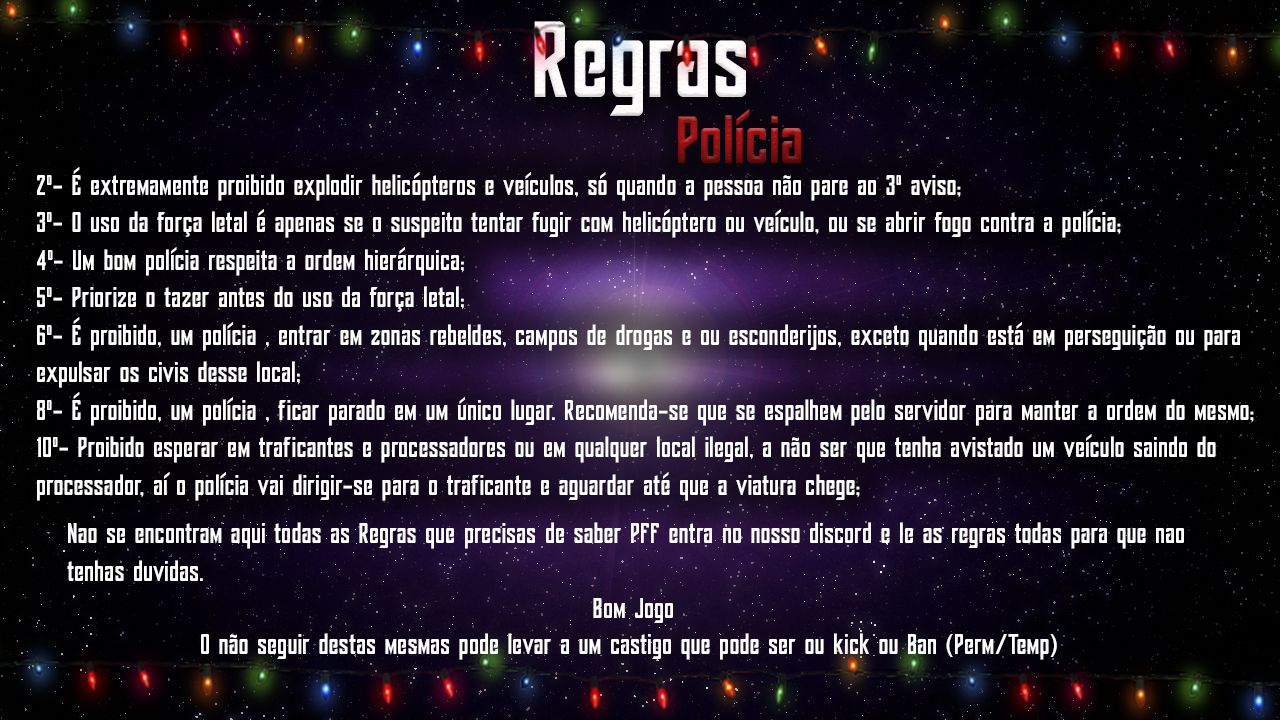 Regras
Polícia
2º- É extremamente proibido explodir helicópteros e veículos, só quando a pessoa não pare ao 3º aviso;
3º- O uso da força letal é apenas se o suspeito tentar fugir com helicóptero ou veículo, ou se abrir fogo contra a polícia;
4º- Um bom polícia respeita a ordem hierárquica;
5º- Priorize o tazer antes do uso da força letal;
6º- É proibido, um polícia , entrar em zonas rebeldes, campos de drogas e ou esconderijos, exceto quando está em perseguição ou para
expulsar os civis desse local;
8º- É proibido, um polícia , ficar parado em um único lugar. Recomenda-se que se espalhem pelo servidor para manter a ordem do mesmo;
10º- Proibido esperar em traficantes e processadores ou em qualquer local ilegal, a não ser que tenha avistado um veículo saindo do
processador, aí o polícia vai dirigir-se para o traficante e aguardar até que a viatura chege;
Nao se encontram aqui todas as Regras que precisas de saber PFF entra no nosso discord e le as regras todas para que nao
tenhas duvidas.
Bom Jogo
O não seguir destas mesmas pode levar a um castigo que pode ser ou kick ou Ban (Perm/Temp)